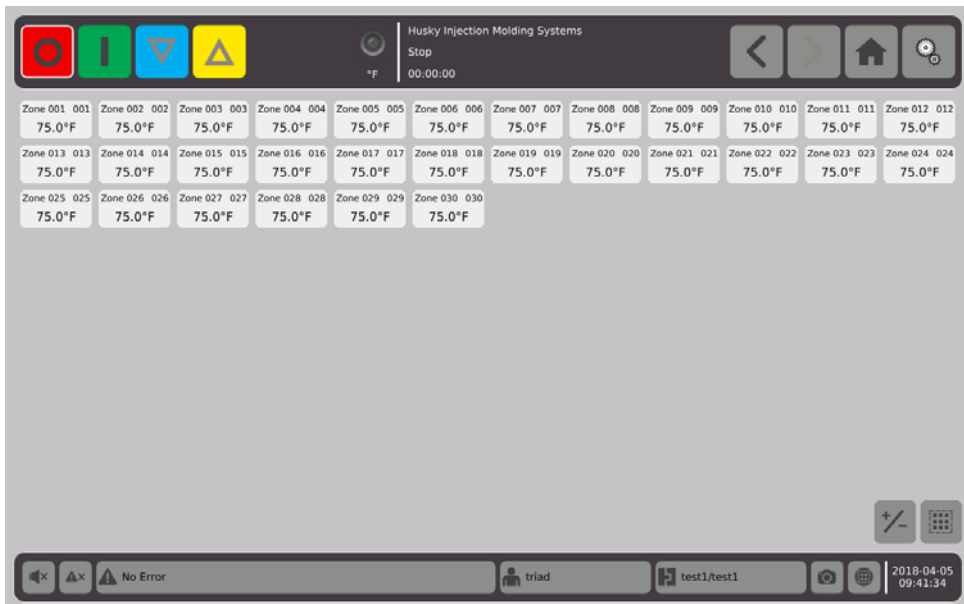 Husky Injection Molding Systems
Stop
°F 00:00:00
Zone 001 001 Zone 002 002 Zone 003 003 Zone 004 004 Zone 005 005 Zone 006 006 Zone 007 007 Zone 008 008 Zone 009 009 Zone 010 010 Zone 011 011 Zone 012 012
75.0°F 75.0°F 75.0°F 75.0°F 75.0°F 75.0°F 75.0°F 75.0°F 75.0°F 75.0°F 75.0°F 75.0°F
Zone 013 013 Zone 014 014 Zone 015 015 Zone 016 016 Zone 017 017 Zone 018 018 Zone 019 019 Zone 020 020 Zone 021 021 Zone 022 022 Zone 023 023 Zone 024 024
75.0°F 75.0°F 75.0°F 75.0°F 75.0°F 75.0°F 75.0°F 75.0°F 75.0°F 75.0°F 75.0°F 75.0°F
Zone 025 025 Zone 026 026 Zone 027 027 Zone 028 028 Zone 029 029 Zone 030 030
75.0°F 75.0°F 75.0°F 75.0°F 75.0°F 75.0°F
+/-
No Error triad test1/test1 2018-04-05
09:41:34